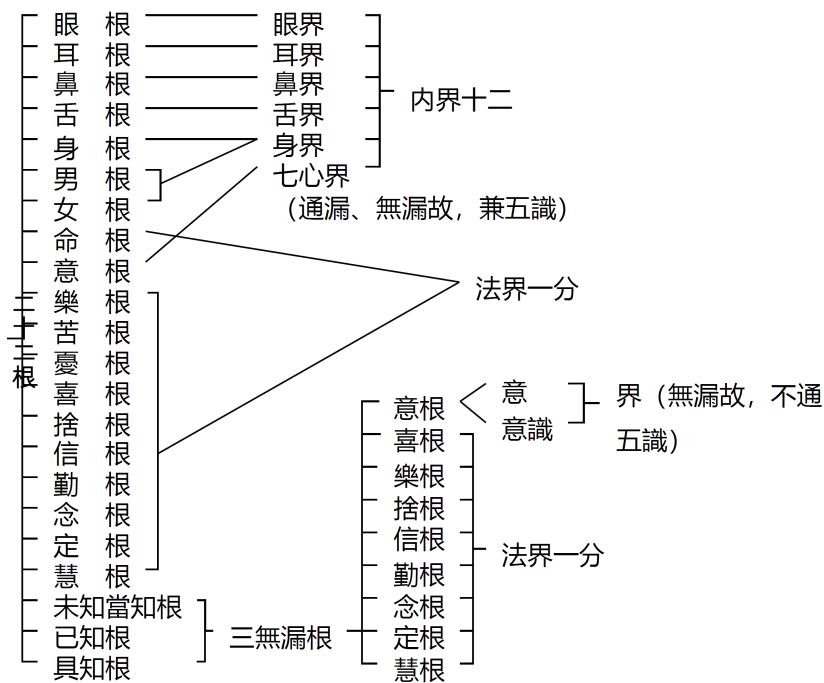 二十二根
眼　根
耳　根
鼻　根
舌　根
身　根
男　根
女　根
命　根
意　根
樂　根
苦　根
憂　根
喜　根
捨　根
信　根
勤　根
念　根
定　根
慧　根
未知當知根
已知根
具知根
眼界
耳界
鼻界
舌界
身界
七心界
（通漏、無漏故，兼五識）
内界十二
法界一分
三無漏根
意根
喜根
樂根
捨根
信根
勤根
念根
定根
慧根
意
意識
界（無漏故，不通
五識）
法界一分